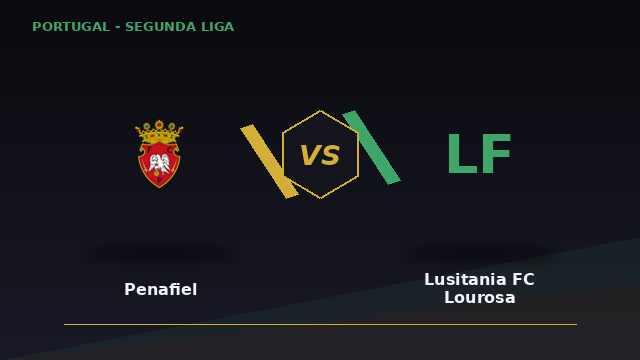 PORTUGAL - SEGUNDA LIGA
VS
LF
Penafiel
Lusitania FC
Lourosa